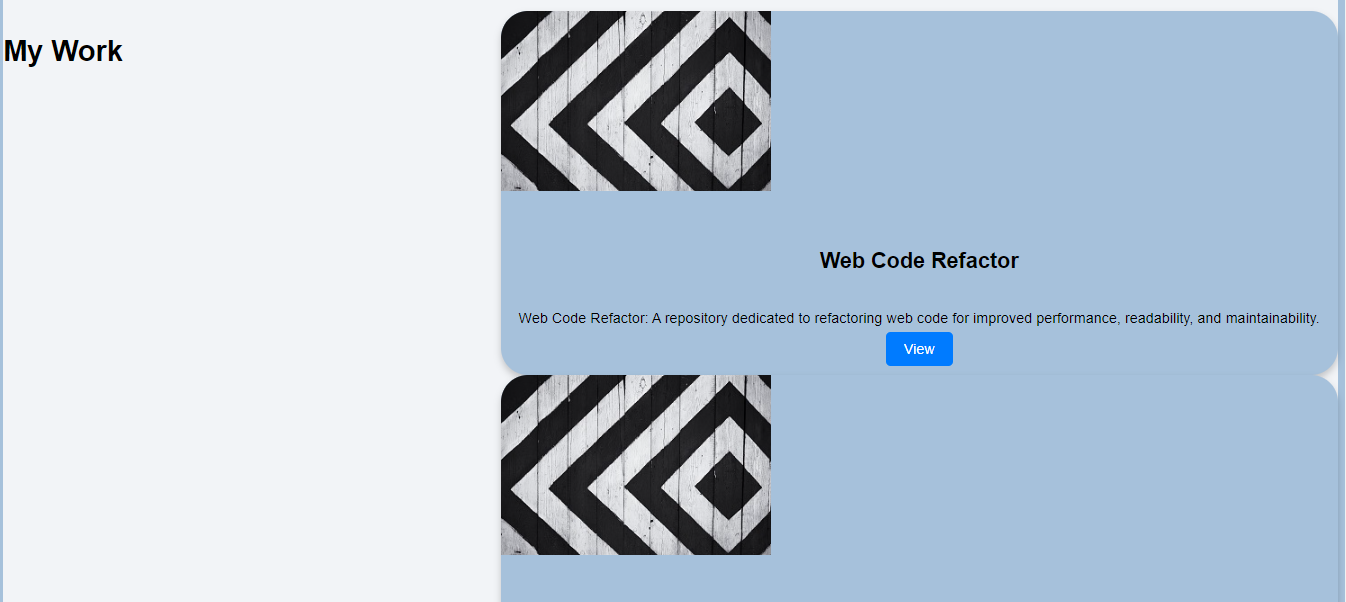 My Work
Web Code Refactor
Web Code Refactor: A repository dedicated to refactoring web code for improved performance, readability, and maintainability.
View